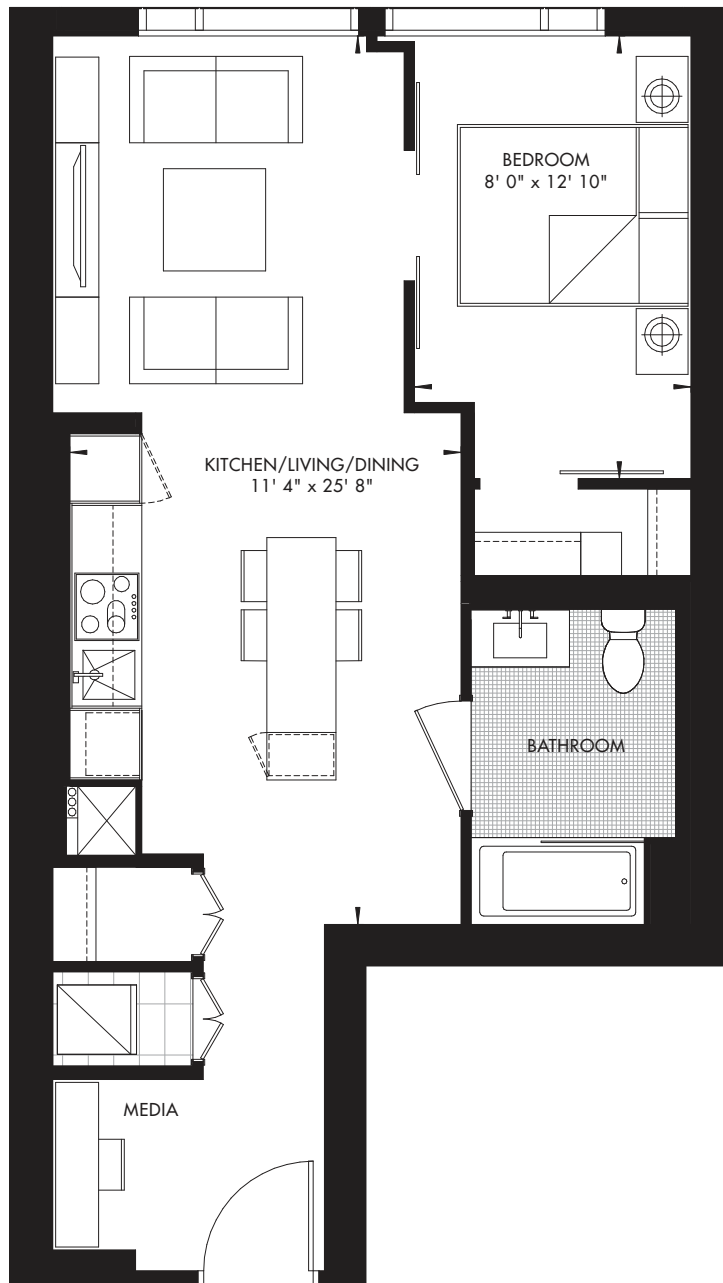 BEDROOM
8' 0" x 12' 10"
KITCHEN/LIVING/DINING
11' 4" x 25' 8"
BATHROOM
MEDIA